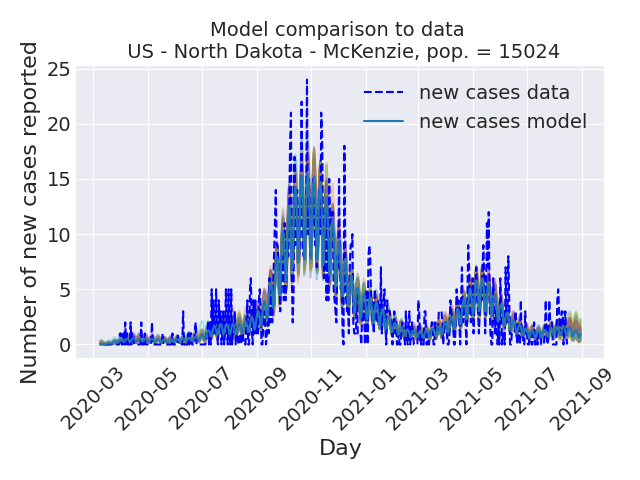 Model comparison to data
US - North Dakota - McKenzie, pop. = 15024
Number of new cases reported
25
20
15
10
5
0
new cases data
new cases model
2020-03
2020-05
2020-07
2020-09
2020-11
2021-01
2021-03
2021-05
2021-07
2021-09
Day